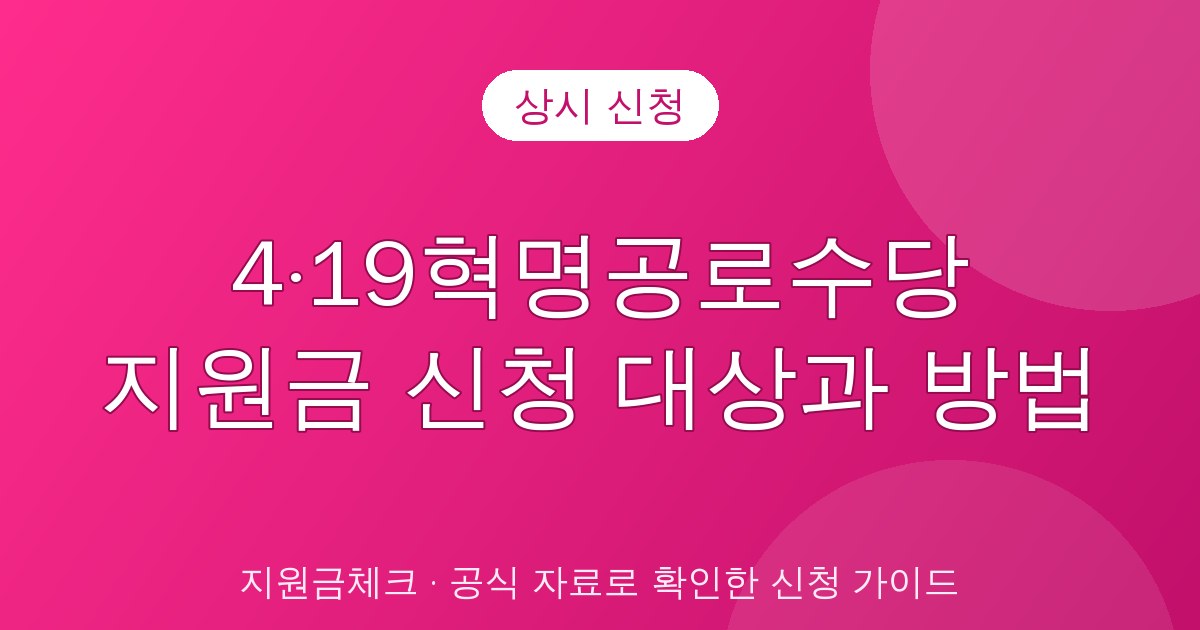 상시 신청
4·19혁명공로수당
지원금 신청 대상과 방법
지원금체크 · 공식 자료로 확인한 신청 가이드